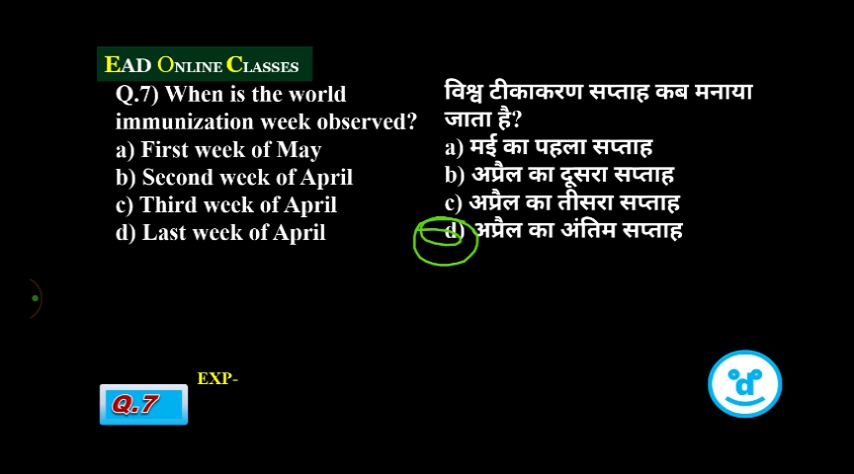 EAD ONLINE CLASSES
Q.7) When is the world
immunization week observed?
a) First week of May
b) Second week of April
c) Third week of April
d) Last week of April
विश्व टीकाकरण सप्ताह कब मनाया
जाता है?
a) मई का पहला सप्ताह
b) अप्रैल का दूसरा सप्ताह
c) अप्रैल का तीसरा सप्ताह
d) अप्रैल का अंतिम सप्ताह
EXP-
Q.7
d